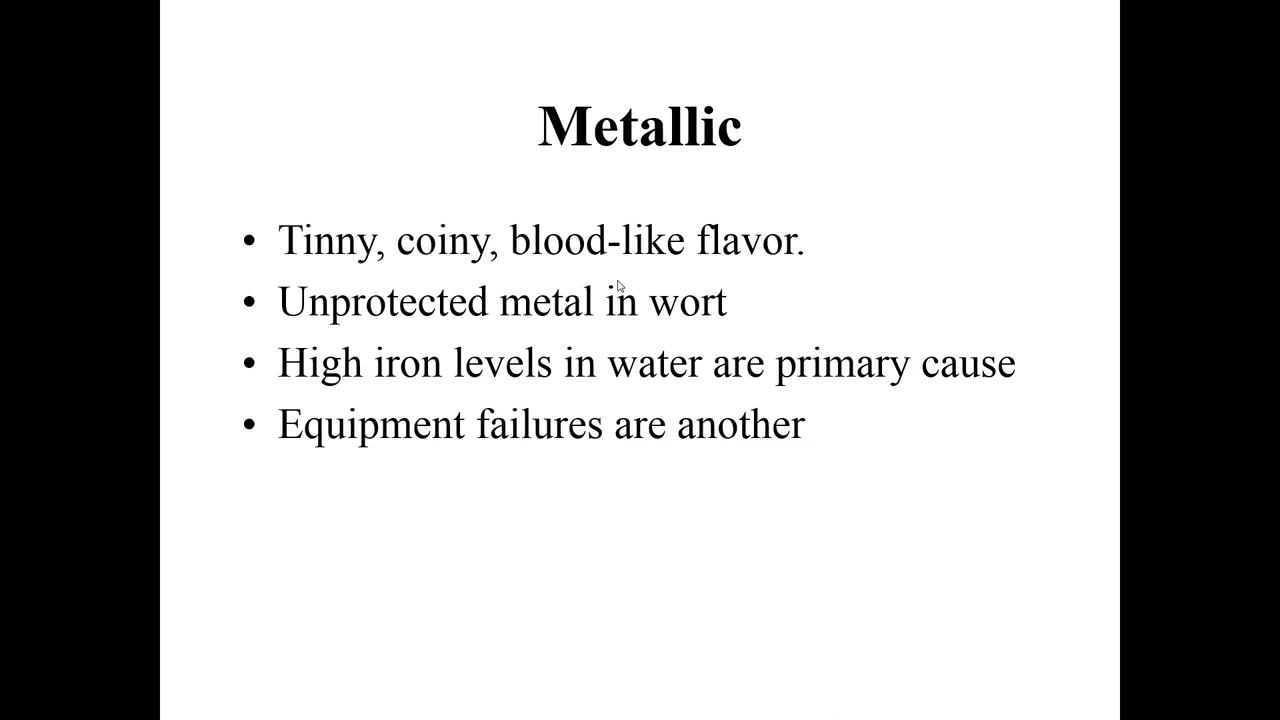 Metallic
• Tinny, coiny, blood-like flavor.
• Unprotected metal in wort
• High iron levels in water are primary cause
• Equipment failures are another